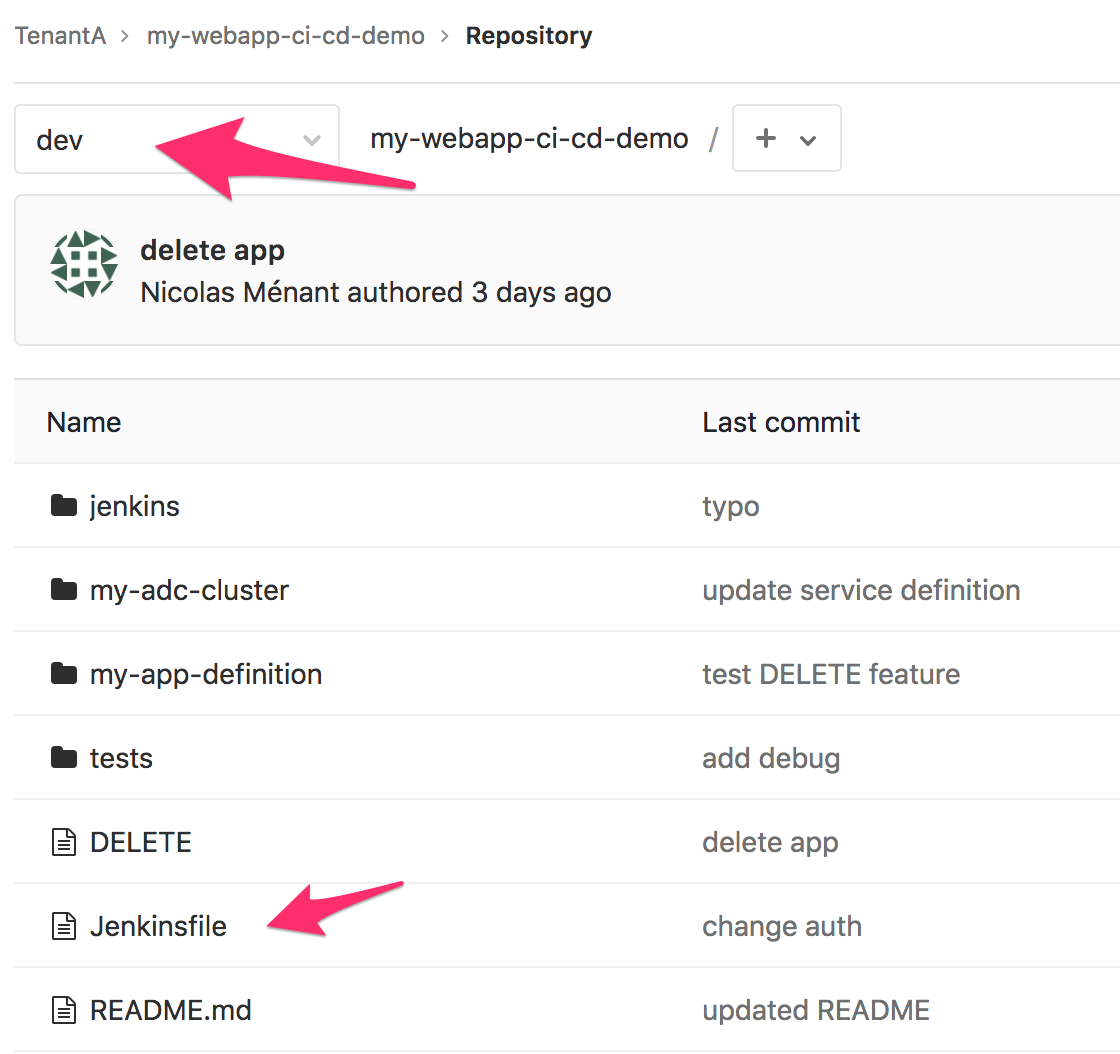 TenantA > my-webapp-ci-cd-demo > Repository
dev my-webapp-ci-cd-demo / +
delete app
Nicolas Ménant authored 3 days ago
Name Last commit
jenkins typo
my-adc-cluster update service definition
my-app-definition test DELETE feature
tests add debug
DELETE delete app
Jenkinsfile change auth
README.md updated README